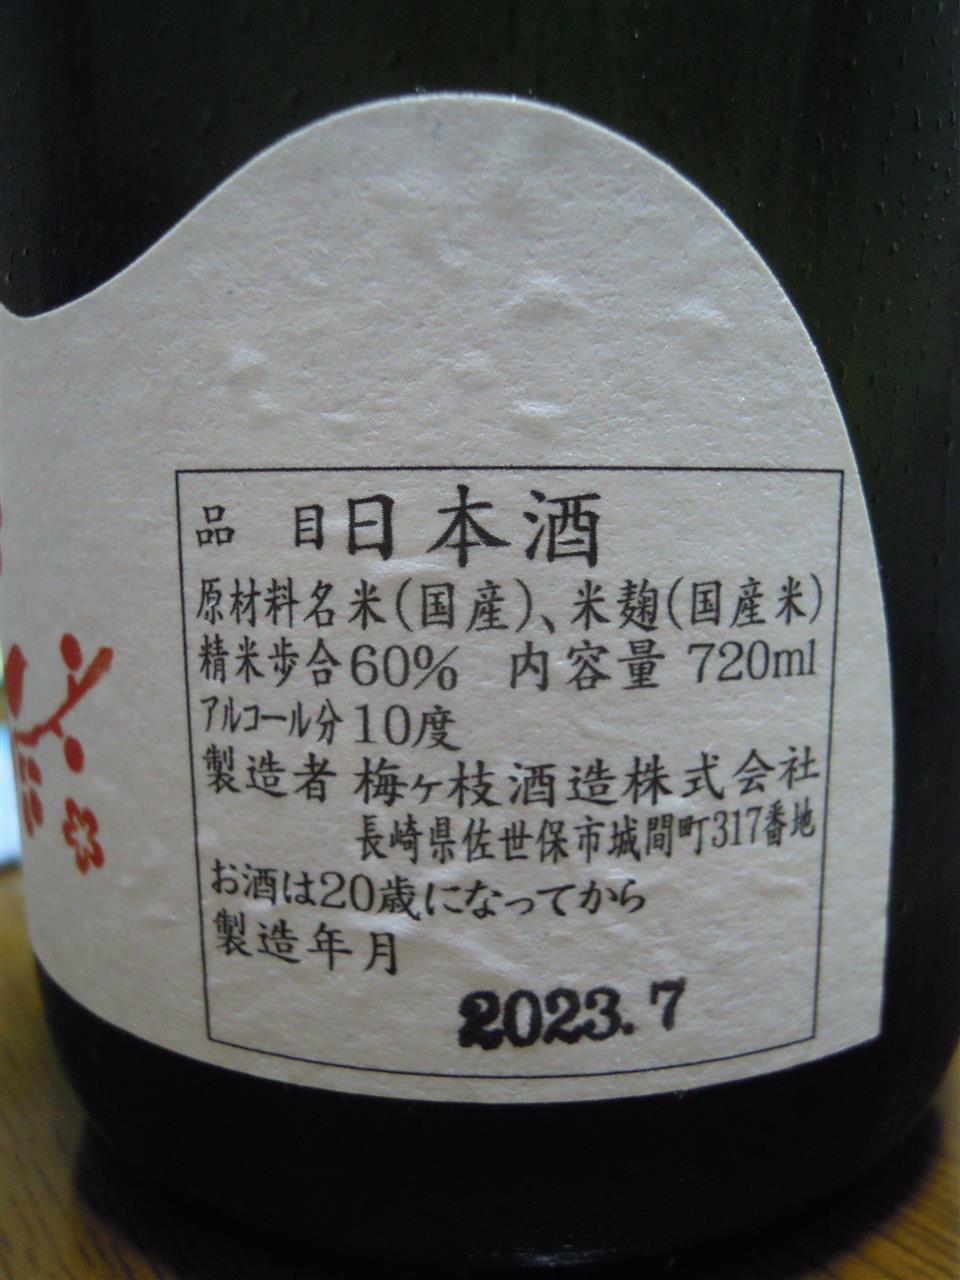 品 目 日本酒
原材料名 米(国産)、米麹(国産米)
精米歩合 60% 内容量 720ml
アルコール分 10度
製造者 梅ヶ枝酒造株式会社
長崎県佐世保市城間町317番地
お酒は20歳になってから
製造年月
2023.7